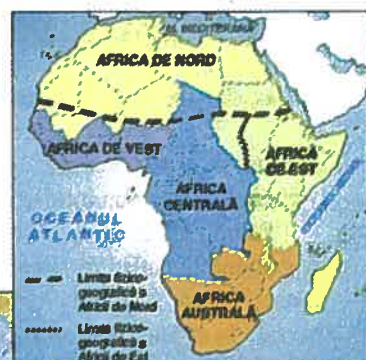 M. MEDITERANĂ
AFRICA DE NORD
AFRICA DE VEST
AFRICA
DE EST
AFRICA
CENTRALĂ
OCEANUL
ATLANTIC
AFRICA
AUSTRALĂ
Limita fizico-
geografică a
Africii de Nord
Limita fizico-
geografică a
Africii de Est